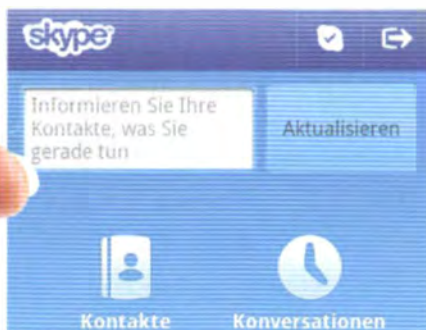 skype
Informieren Sie Ihre
Kontakte, was Sie
gerade tun
Aktualisieren
Kontakte
Konversationen